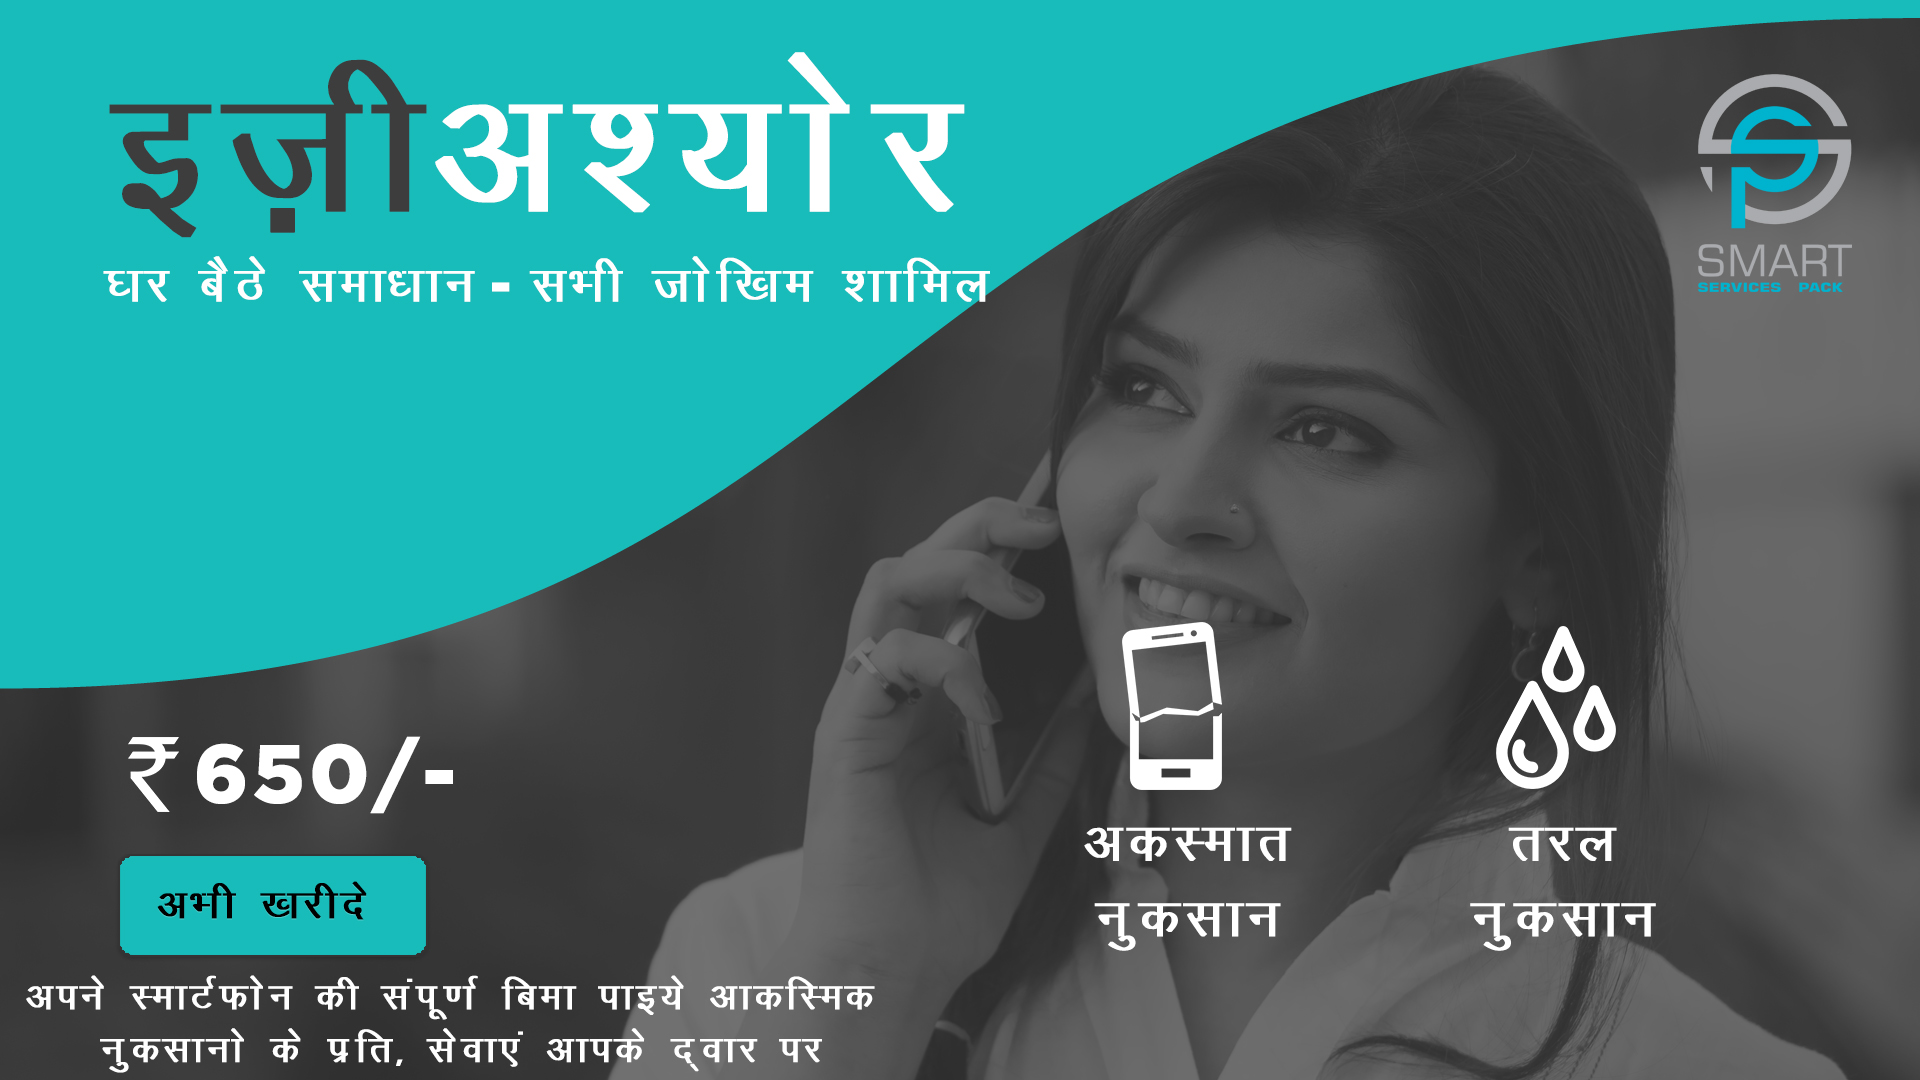 इज़ीअश्योर
घर बैठे समाधान - सभी जोखिम शामिल
SMART
SERVICES PACK
₹650/-
अभी खरीदे
अकस्मात
नुकसान
तरल
नुकसान
अपने स्मार्टफोन की संपूर्ण बिमा पाइये आकस्मिक
नुकसानो के प्रति, सेवाएं आपके द्वार पर